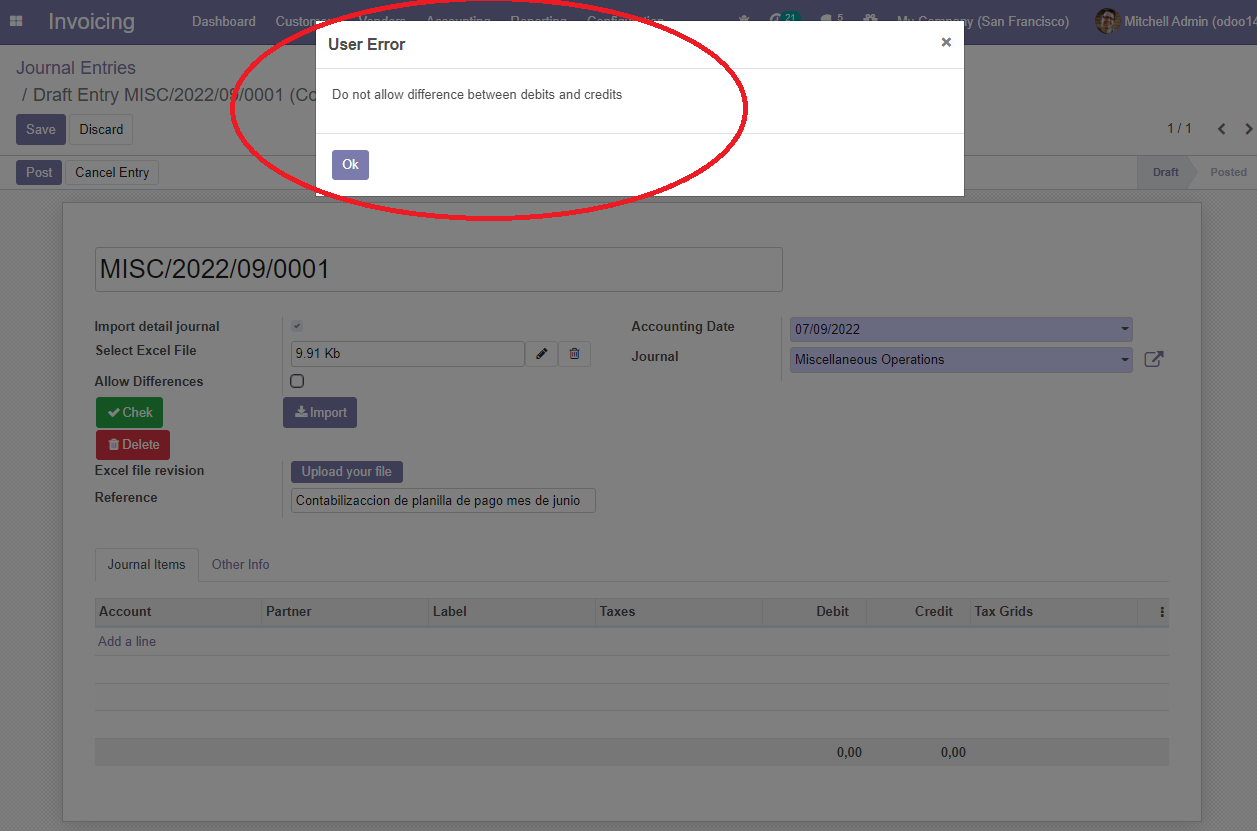 Invoicing Dashboard Customers Vendors Accounting Reporting Configuration 21 5 My Company (San Francisco) Mitchell Admin (odoo14
User Error ×
Journal Entries
/ Draft Entry MISC/2022/09/0001 (Co
Do not allow difference between debits and credits
Save Discard 1 / 1
Ok
Post Cancel Entry Draft Posted
MISC/2022/09/0001
Import detail journal
Accounting Date 07/09/2022
Select Excel File 9.91 Kb
Journal Miscellaneous Operations
Allow Differences
Chek Import
Delete
Excel file revision Upload your file
Reference Contabilizaccion de planilla de pago mes de junio
Journal Items Other Info
Account Partner Label Taxes Debit Credit Tax Grids
Add a line
0,00 0,00